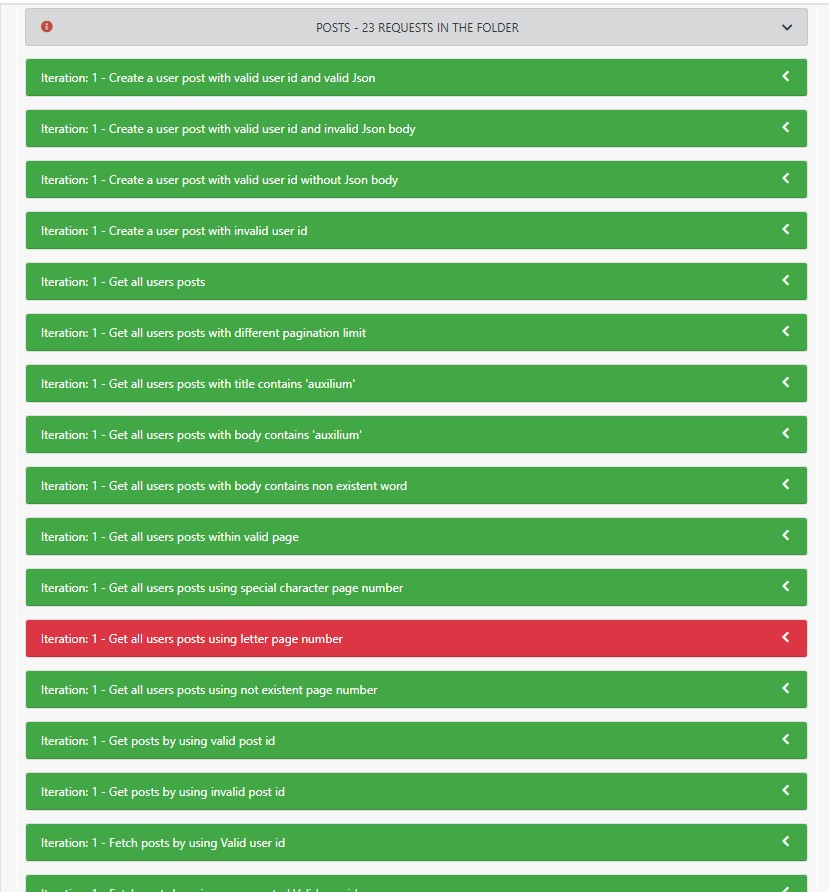 POSTS - 23 REQUESTS IN THE FOLDER
Iteration: 1 - Create a user post with valid user id and valid Json
Iteration: 1 - Create a user post with valid user id and invalid Json body
Iteration: 1 - Create a user post with valid user id without Json body
Iteration: 1 - Create a user post with invalid user id
Iteration: 1 - Get all users posts
Iteration: 1 - Get all users posts with different pagination limit
Iteration: 1 - Get all users posts with title contains 'auxilium'
Iteration: 1 - Get all users posts with body contains 'auxilium'
Iteration: 1 - Get all users posts with body contains non existent word
Iteration: 1 - Get all users posts within valid page
Iteration: 1 - Get all users posts using special character page number
Iteration: 1 - Get all users posts using letter page number
Iteration: 1 - Get all users posts using not existent page number
Iteration: 1 - Get posts by using valid post id
Iteration: 1 - Get posts by using invalid post id
Iteration: 1 - Fetch posts by using Valid user id